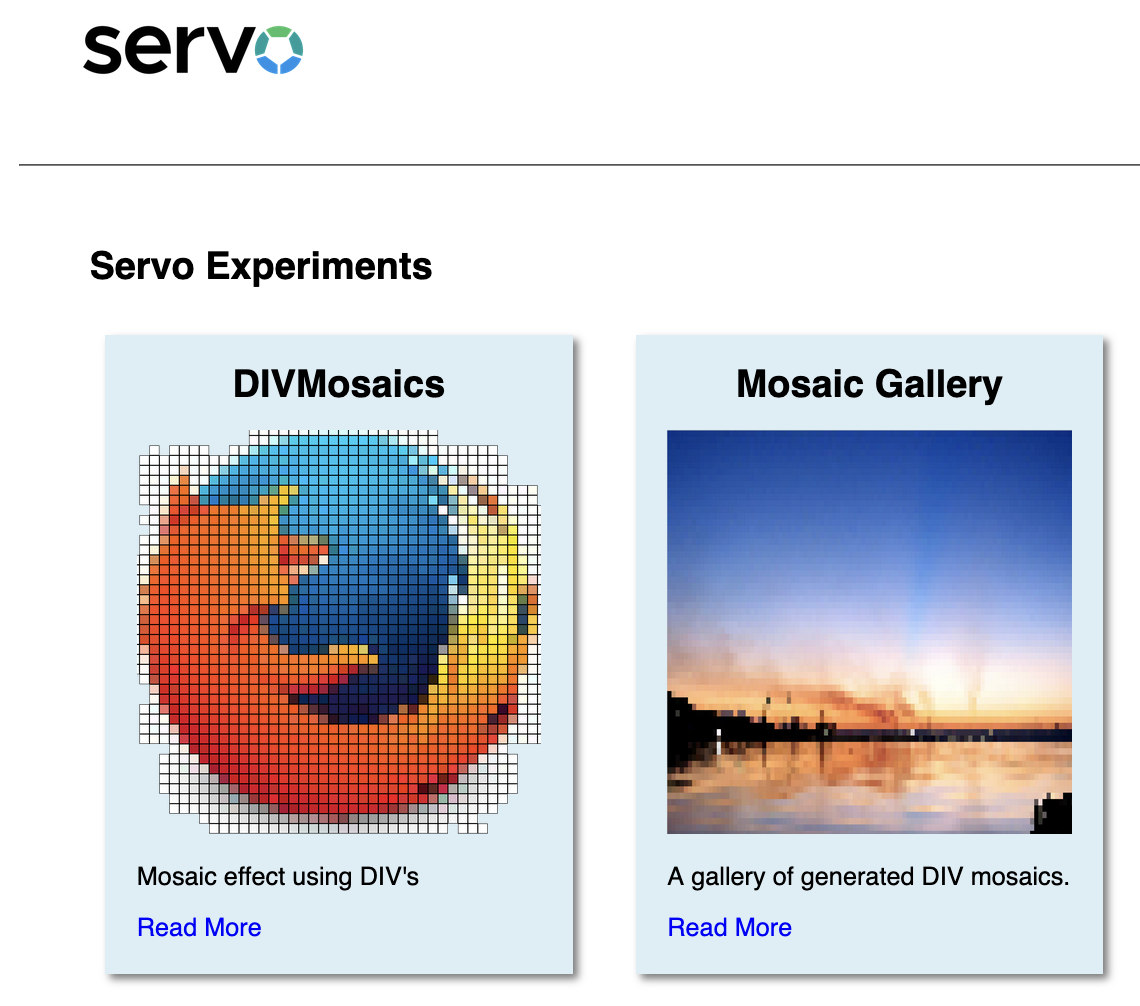 servo
Servo Experiments
DIVMosaics
Mosaic Gallery
Mosaic effect using DIV's
A gallery of generated DIV mosaics.
Read More
Read More